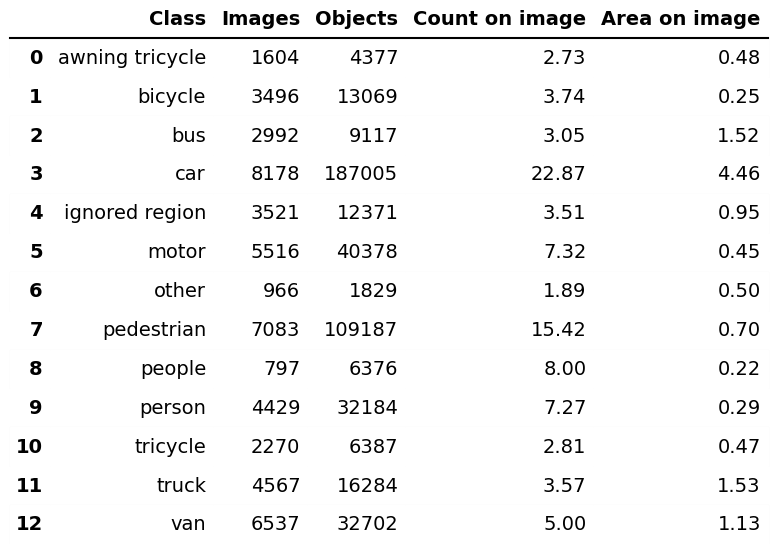 Class Images Objects Count on image Area on image
0 awning tricycle 1604 4377 2.73 0.48
1 bicycle 3496 13069 3.74 0.25
2 bus 2992 9117 3.05 1.52
3 car 8178 187005 22.87 4.46
4 ignored region 3521 12371 3.51 0.95
5 motor 5516 40378 7.32 0.45
6 other 966 1829 1.89 0.50
7 pedestrian 7083 109187 15.42 0.70
8 people 797 6376 8.00 0.22
9 person 4429 32184 7.27 0.29
10 tricycle 2270 6387 2.81 0.47
11 truck 4567 16284 3.57 1.53
12 van 6537 32702 5.00 1.13